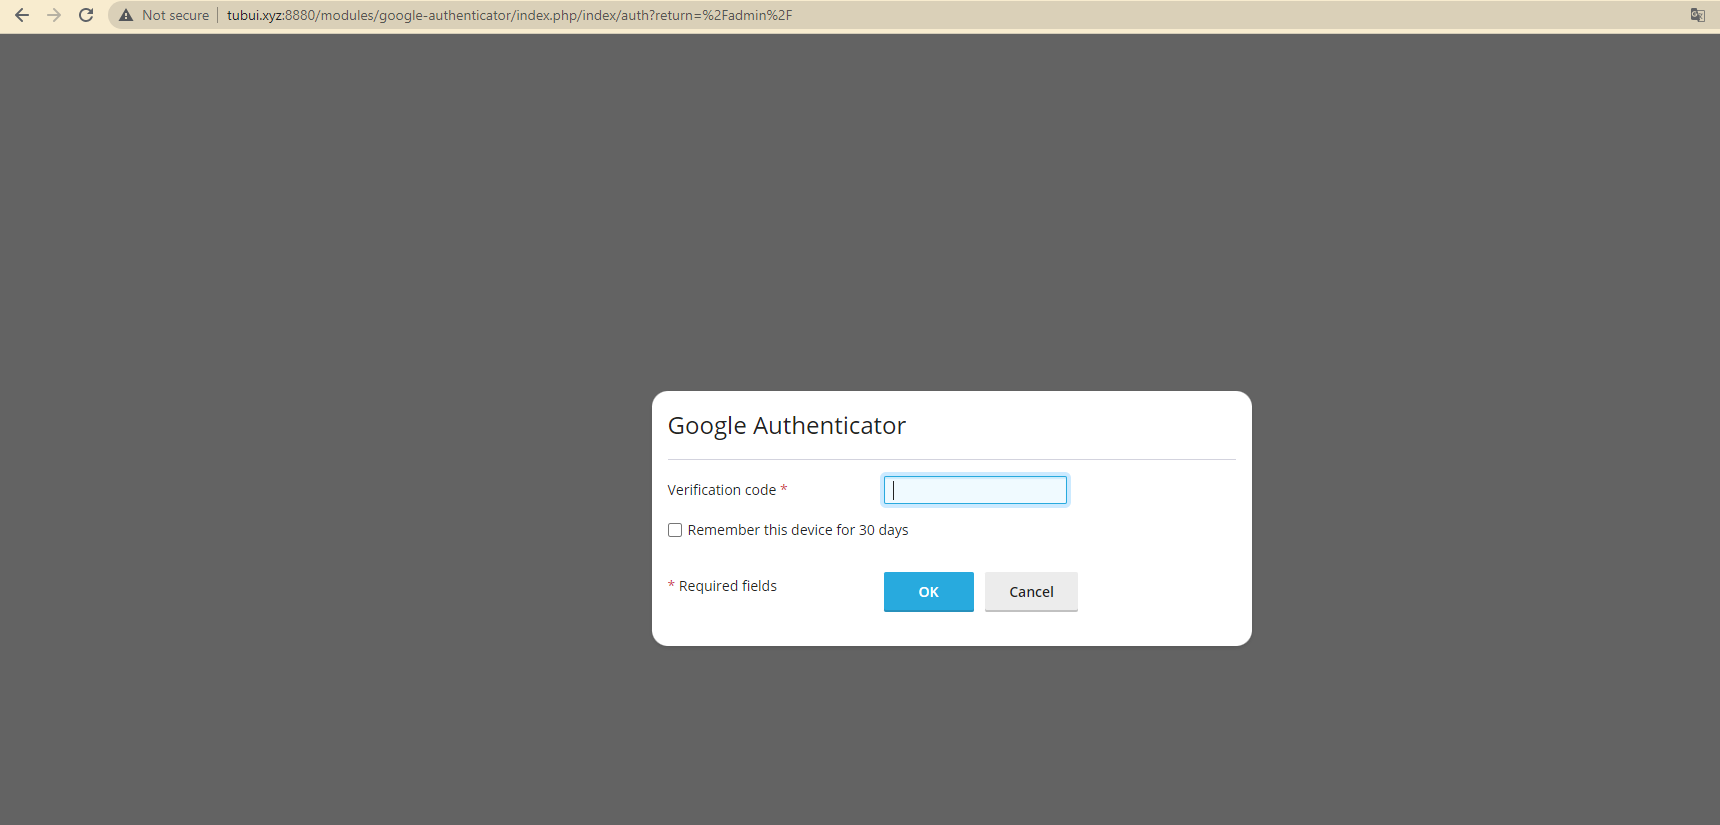 Not secure tubui.xyz:8880/modules/google-authenticator/index.php/index/auth?return=%2Fadmin%2F
Google Authenticator
Verification code *
Remember this device for 30 days
* Required fields OK Cancel